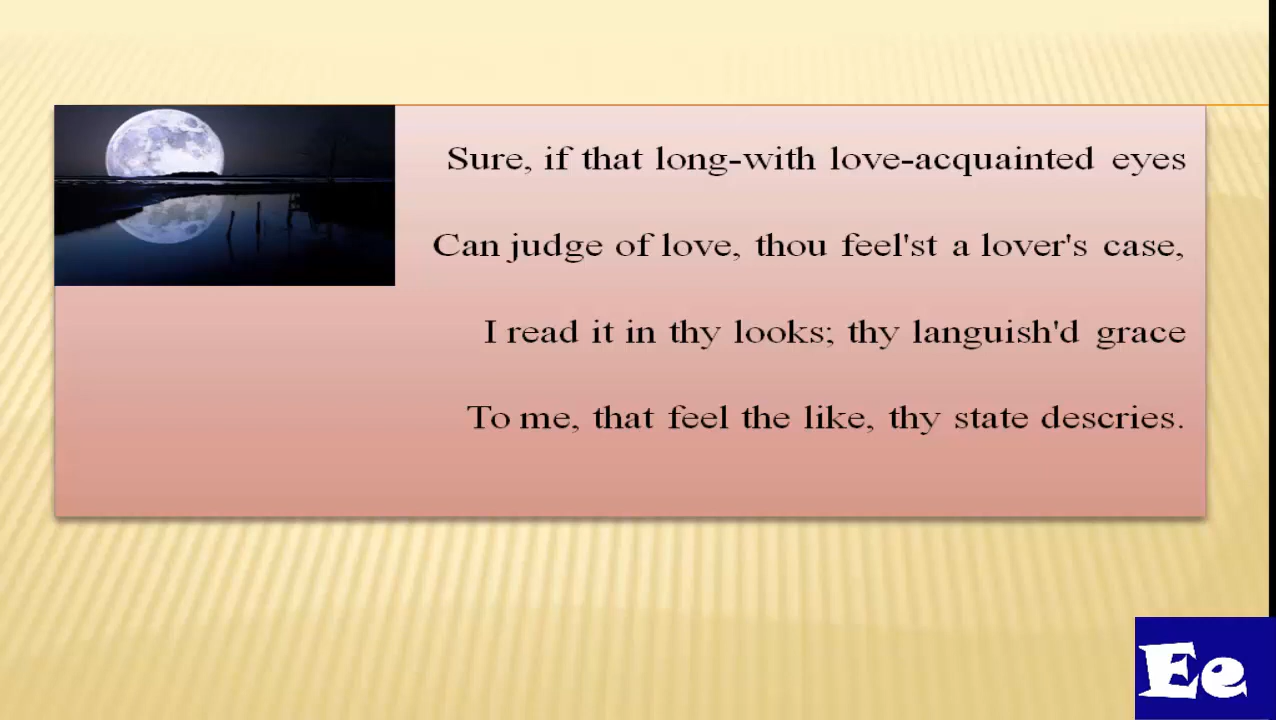 Sure, if that long-with love-acquainted eyes
Can judge of love, thou feel'st a lover's case,
I read it in thy looks; thy languish'd grace
To me, that feel the like, thy state descries.
Ee